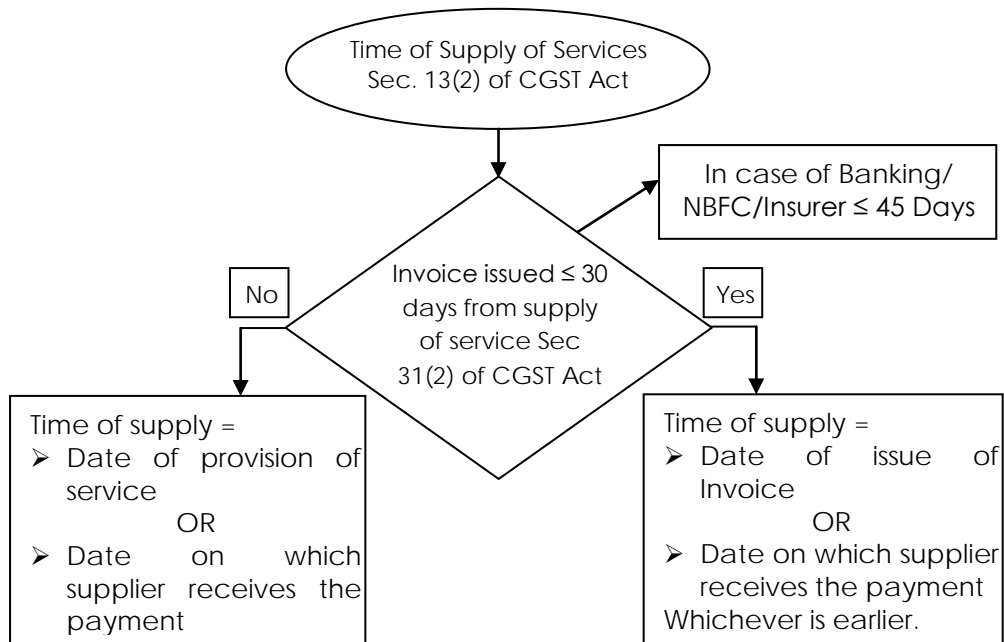 Time of Supply of Services
Sec. 13(2) of CGST Act
In case of Banking/
NBFC/Insurer ≤ 45 Days
Invoice issued ≤ 30
days from supply
of service Sec
31(2) of CGST Act
No
Yes
Time of supply =
➢ Date of provision of
service
OR
➢ Date on which
supplier receives the
payment
Time of supply =
➢ Date of issue of
Invoice
OR
➢ Date on which supplier
receives the payment
Whichever is earlier.